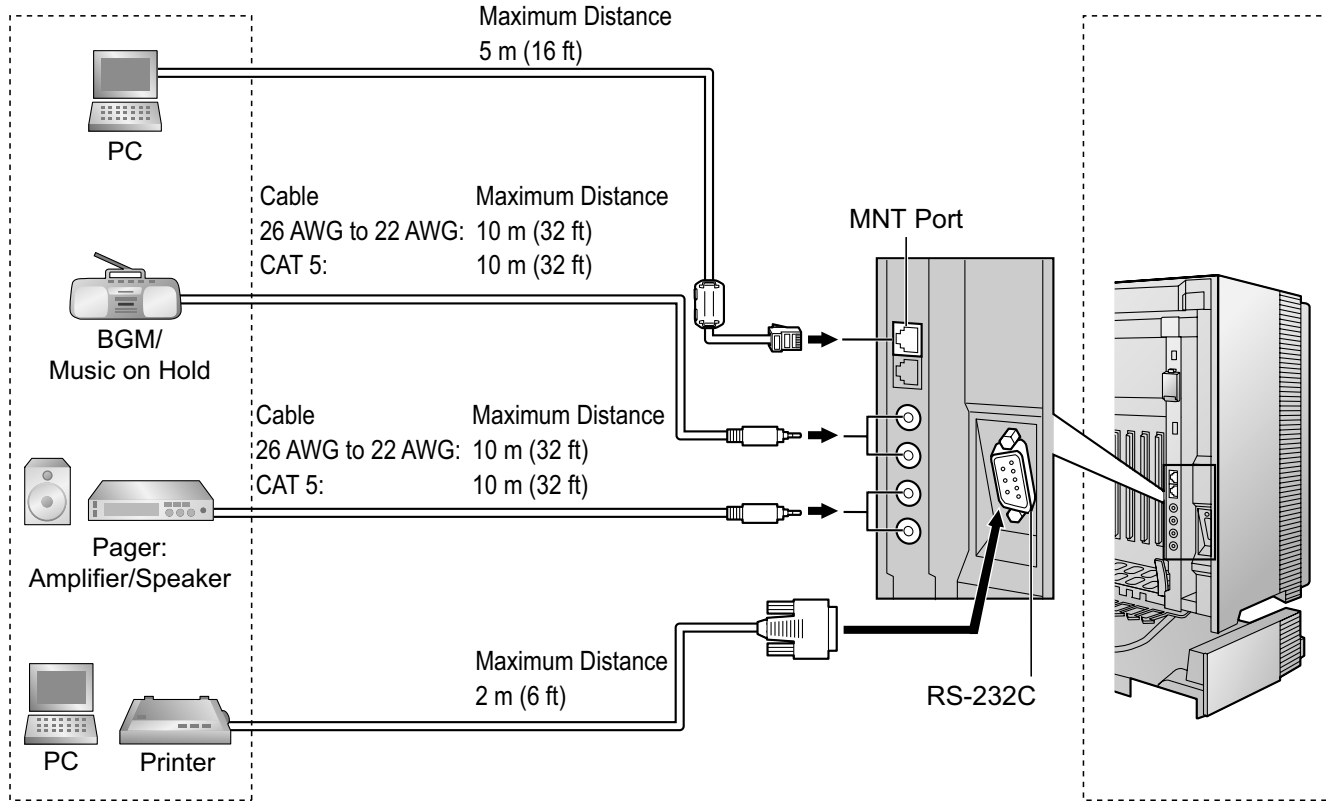 Maximum Distance
5 m (16 ft)
PC
Cable Maximum Distance
26 AWG to 22 AWG: 10 m (32 ft)
CAT 5: 10 m (32 ft)
MNT Port
BGM/
Music on Hold
Cable Maximum Distance
26 AWG to 22 AWG: 10 m (32 ft)
CAT 5: 10 m (32 ft)
Pager:
Amplifier/Speaker
Maximum Distance
2 m (6 ft)
RS-232C
PC Printer